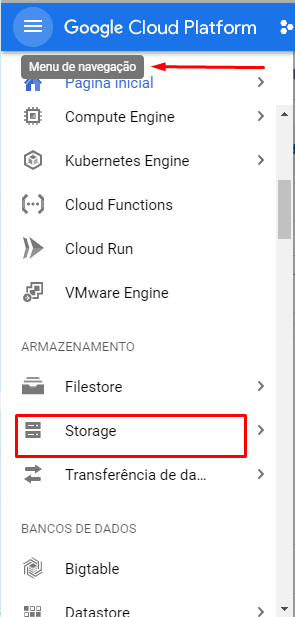 Google Cloud Platform
Menu de navegação
Página inicial
Compute Engine
Kubernetes Engine
Cloud Functions
Cloud Run
VMware Engine
ARMAZENAMENTO
Filestore
Storage
Transferência de da...
BANCOS DE DADOS
Bigtable
Datastore